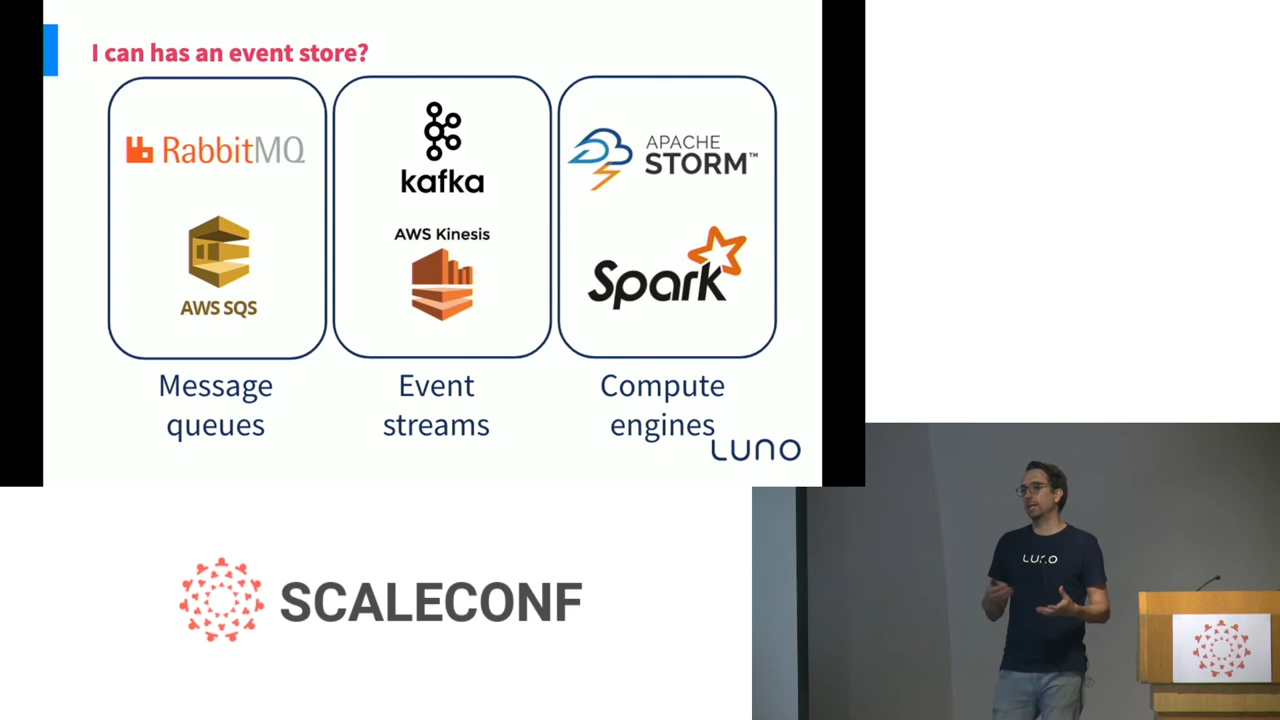 I can has an event store?
RabbitMQ
AWS SQS
Message
queues
kafka
AWS Kinesis
Event
streams
APACHE
STORM™
Spark
Compute
engines
LUNO
SCALECONF
LUNO